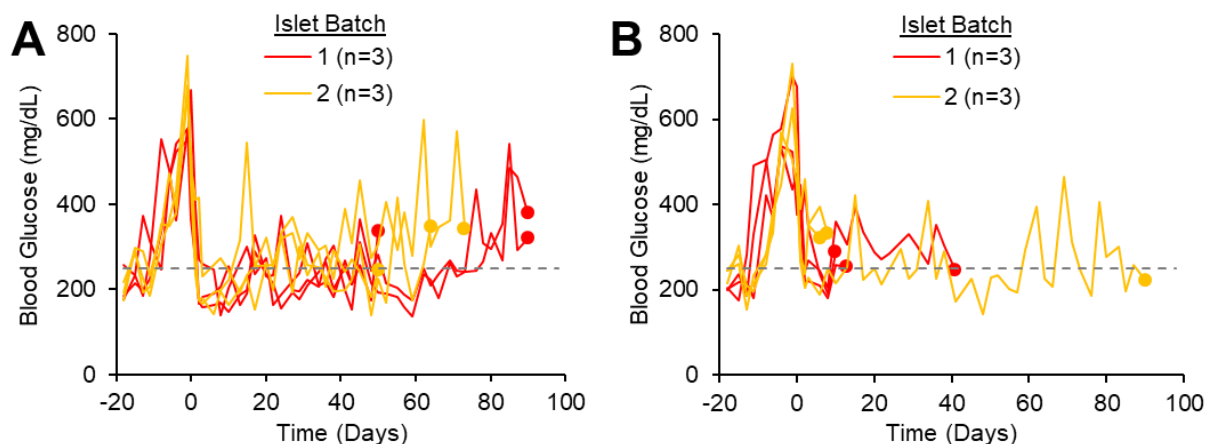 A
Islet Batch
1 (n=3)
2 (n=3)
Blood Glucose (mg/dL)
800
600
400
200
0
-20 0 20 40 60 80 100
Time (Days)
B
Islet Batch
1 (n=3)
2 (n=3)
Blood Glucose (mg/dL)
800
600
400
200
0
-20 0 20 40 60 80 100
Time (Days)